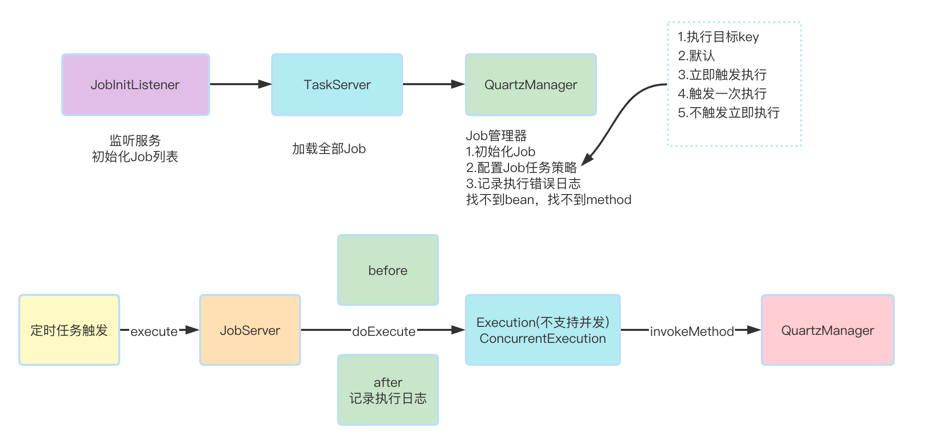 JobInitListener
TaskServer
QuartzManager
1.执行目标key
2.默认
3.立即触发执行
4.触发一次执行
5.不触发立即执行
监听服务
初始化Job列表
加载全部Job
Job管理器
1.初始化Job
2.配置Job任务策略
3.记录执行错误日志
找不到bean，找不到method
before
定时任务触发
execute
JobServer
doExecute
Execution(不支持并发)
ConcurrentExecution
invokeMethod
QuartzManager
after
记录执行日志